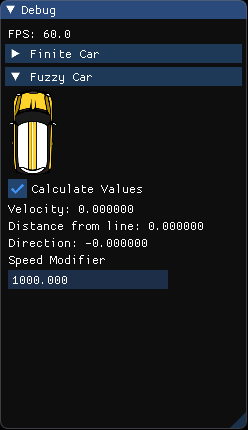 Debug
FPS: 60.0
Finite Car
Fuzzy Car
Calculate Values
Velocity: 0.000000
Distance from line: 0.000000
Direction: -0.000000
Speed Modifier
1000.000